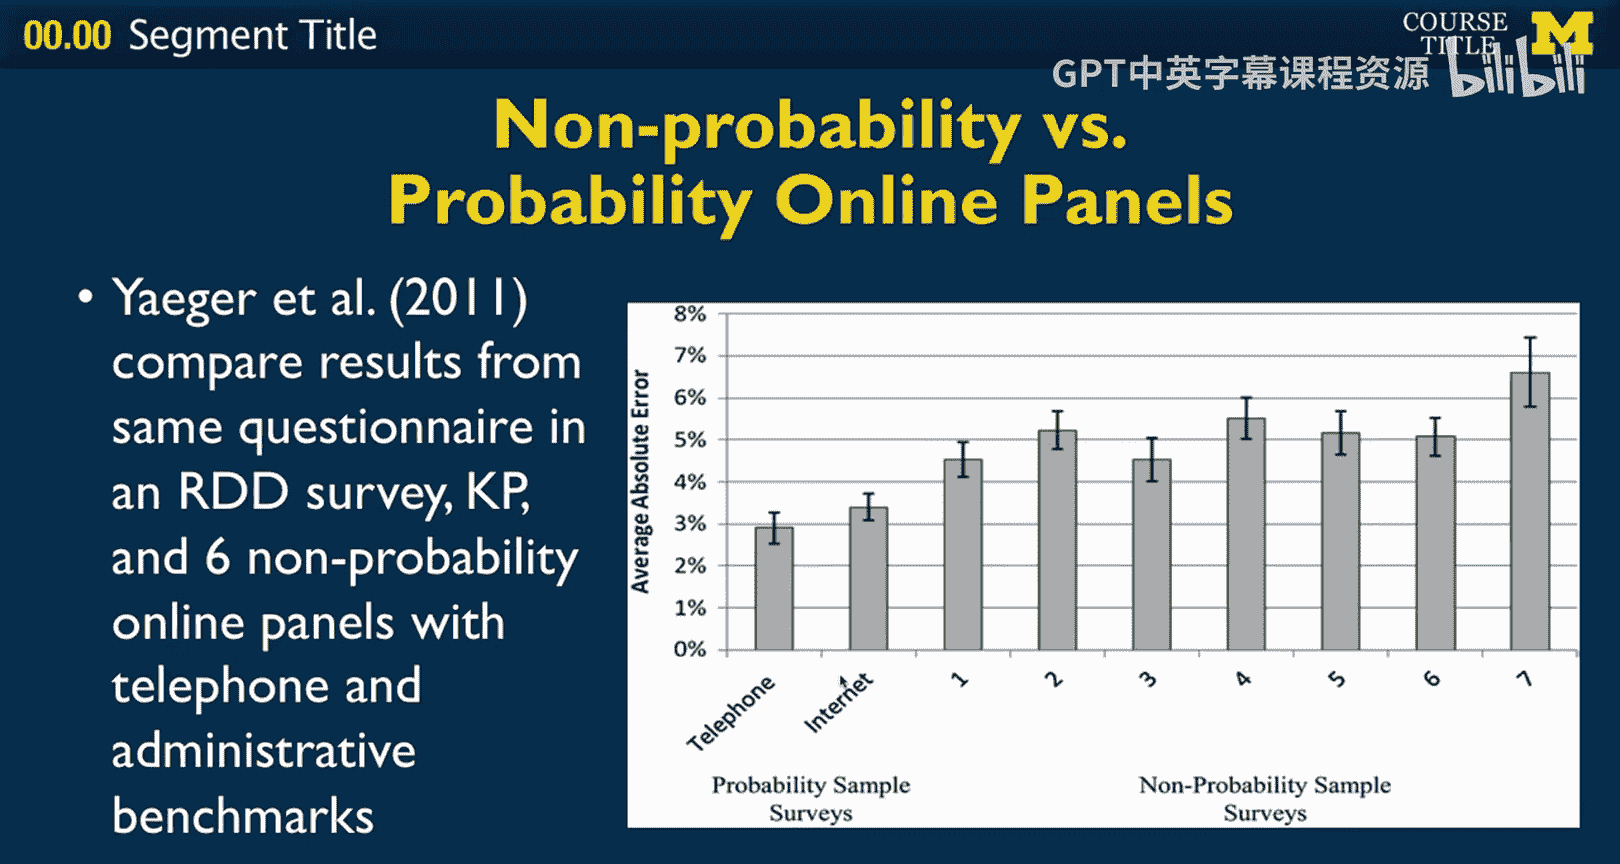 00.00 Segment Title
COURSE
TITLE
M
GPT中英字幕课程资源
bilibili
Non-probability vs.
Probability Online Panels
• Yaeger et al. (2011)
compare results from
same questionnaire in
an RDD survey, KP,
and 6 non-probability
online panels with
telephone and
administrative
benchmarks
Average Absolute Error
8%
7%
6%
5%
4%
3%
2%
1%
0%
Telephone
Internet
1
2
3
4
5
6
7
Probability Sample
Surveys
Non-Probability Sample
Surveys